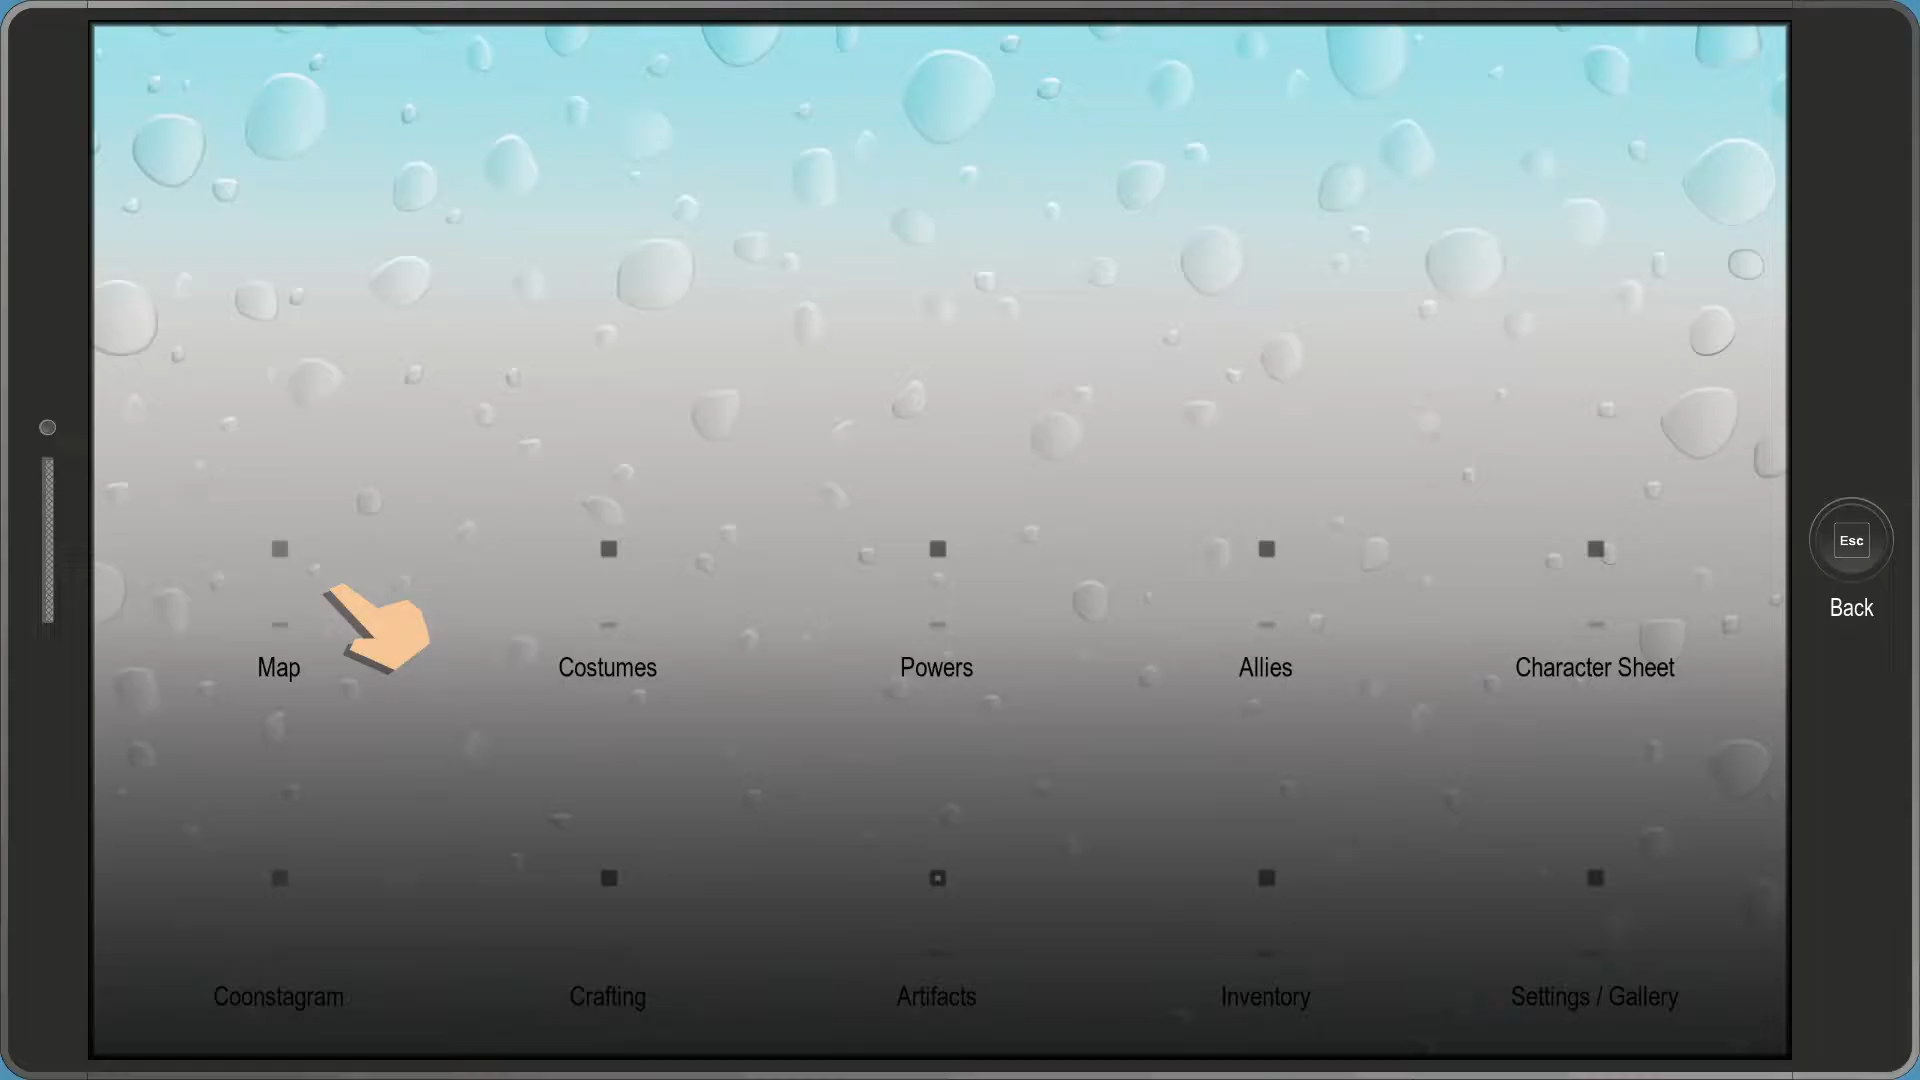 Esc
Back
Map
Costumes
Powers
Allies
Character Sheet
Coonstagram
Crafting
Artifacts
Inventory
Settings / Gallery